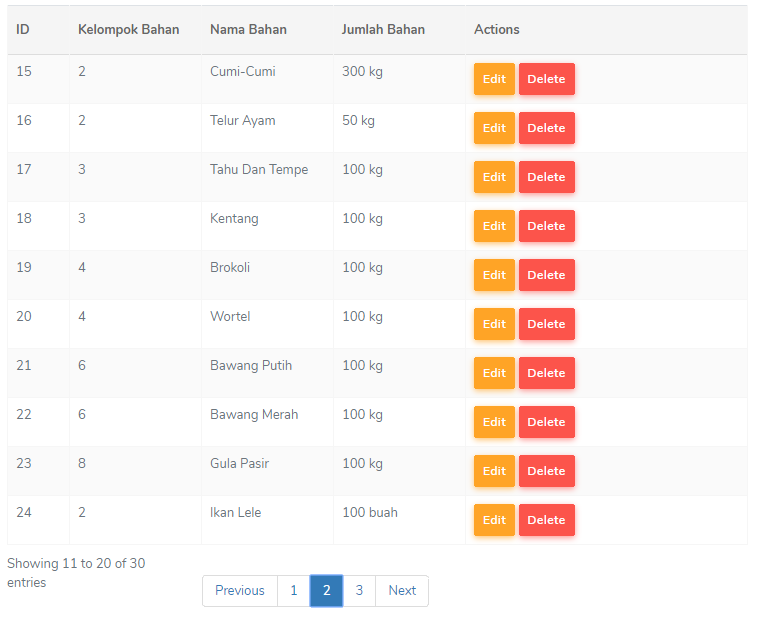 ID Kelompok Bahan Nama Bahan Jumlah Bahan Actions
15 2 Cumi-Cumi 300 kg Edit Delete
16 2 Telur Ayam 50 kg Edit Delete
17 3 Tahu Dan Tempe 100 kg Edit Delete
18 3 Kentang 100 kg Edit Delete
19 4 Brokoli 100 kg Edit Delete
20 4 Wortel 100 kg Edit Delete
21 6 Bawang Putih 100 kg Edit Delete
22 6 Bawang Merah 100 kg Edit Delete
23 8 Gula Pasir 100 kg Edit Delete
24 2 Ikan Lele 100 buah Edit Delete
Showing 11 to 20 of 30
entries
Previous 1 2 3 Next